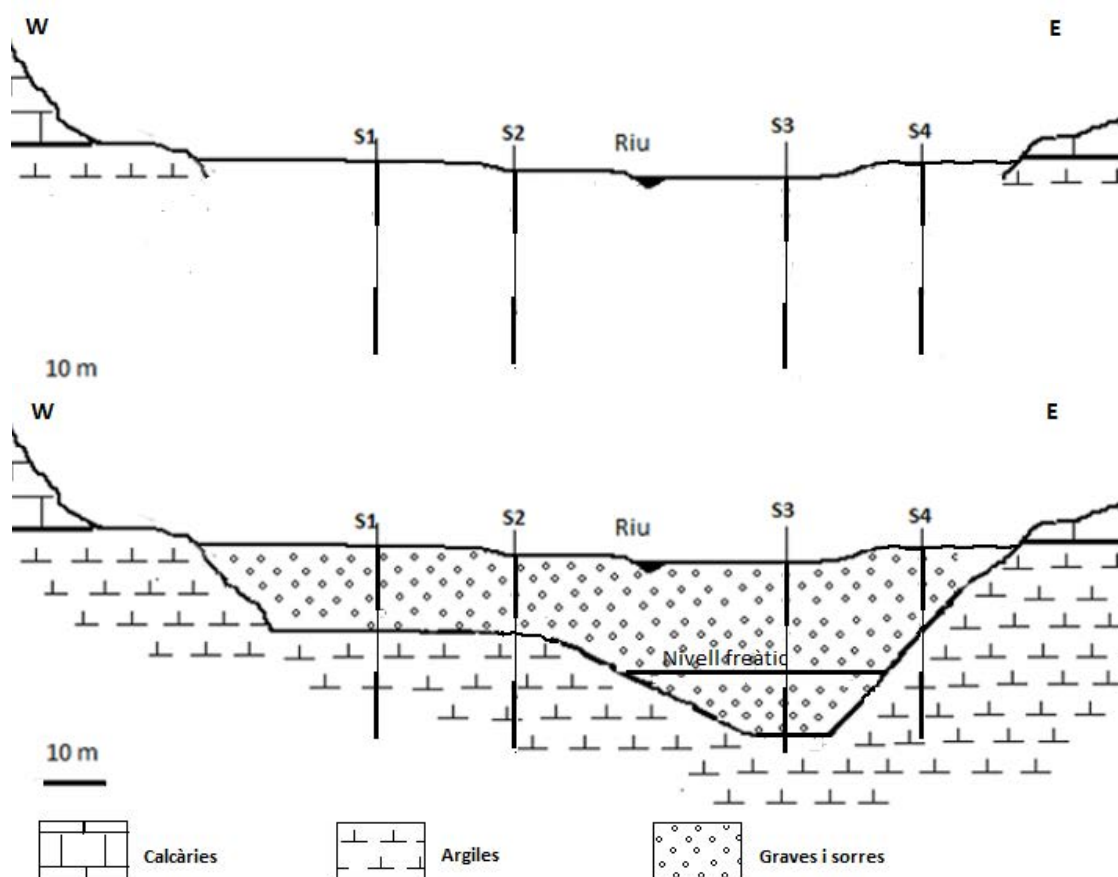 W E
S1 S2 Riu S3 S4
10 m
W E
S1 S2 Riu S3 S4
Nivell freàtic
10 m
Calcàries Argiles Graves i sorres